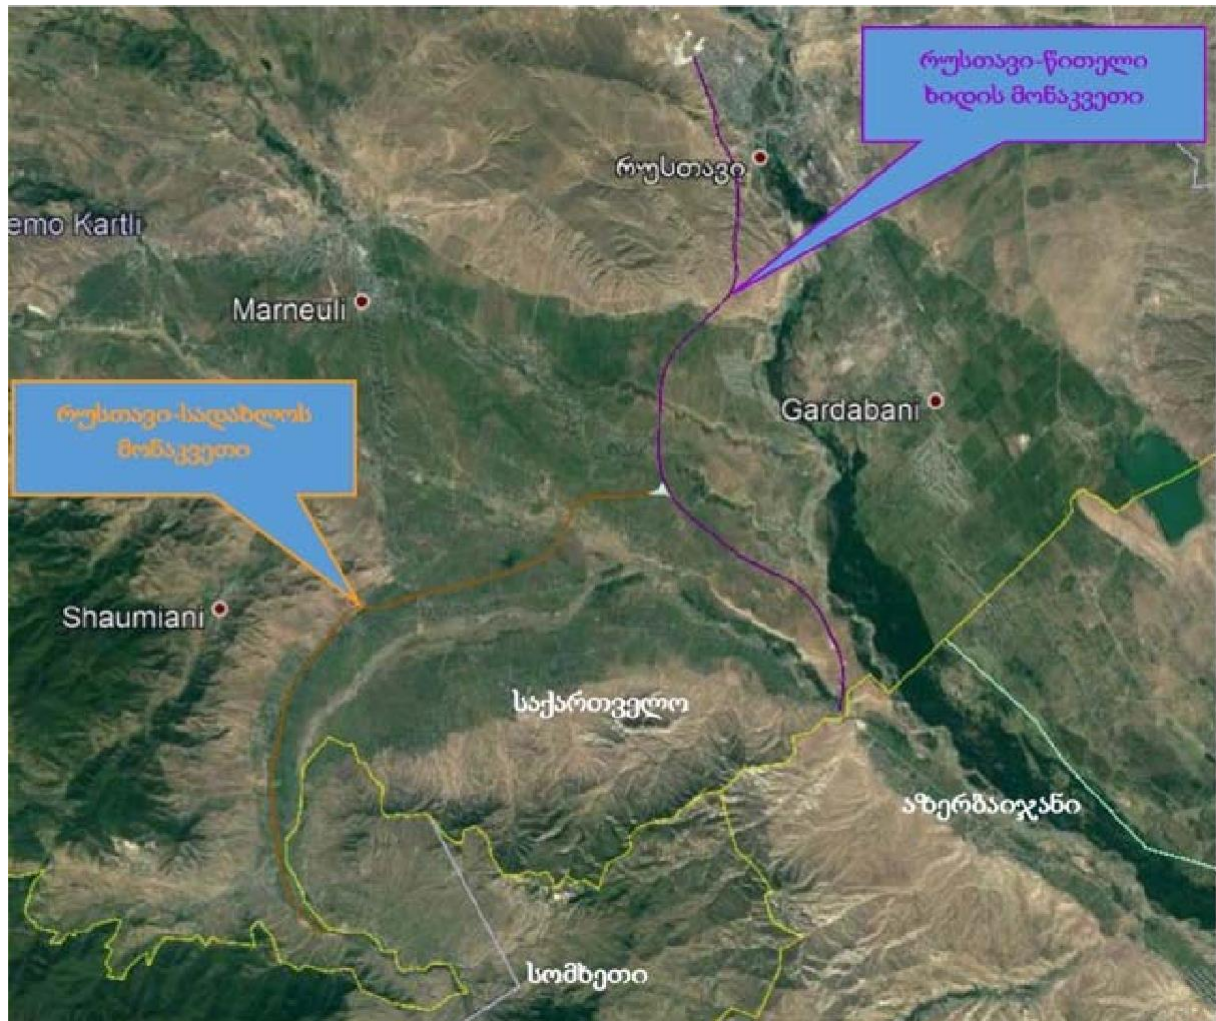 რუსთავი-წითელი
ხიდის მონაკვეთი
რუსთავი
emo Kartli
Marneuli
რუსთავი-სადახლოს
მონაკვეთი
Gardabani
Shaumiani
საქართველო
აზერბაიჯანი
სომხეთი